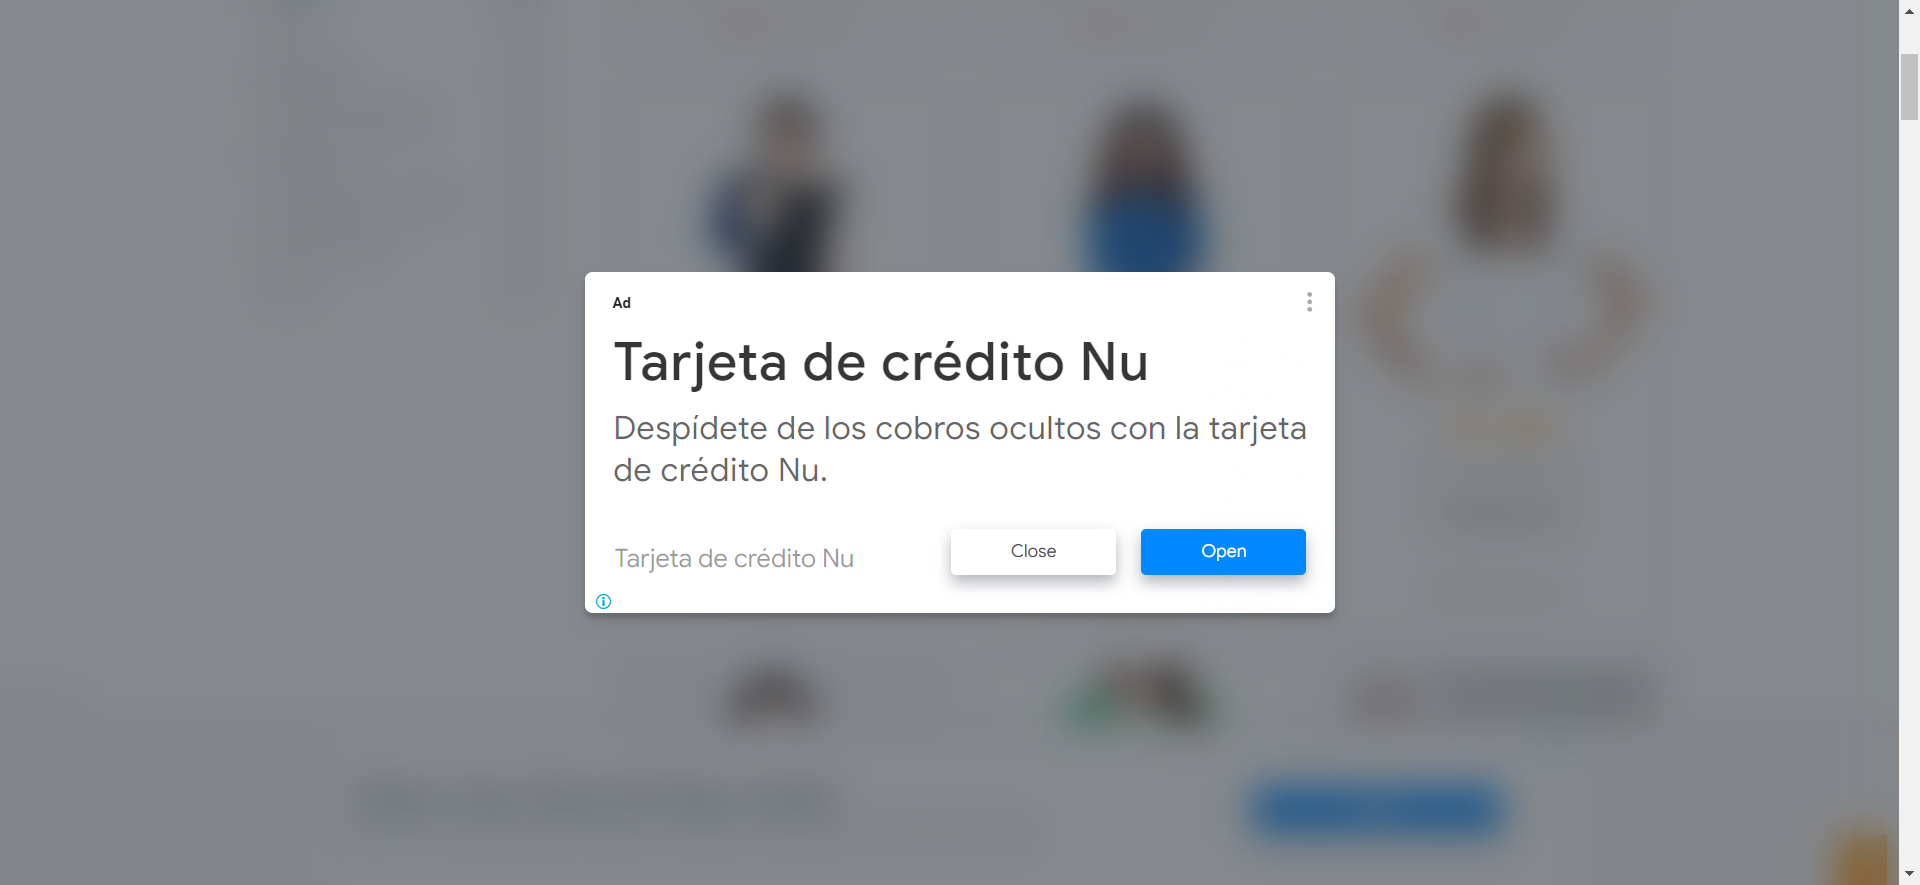 Ad
Tarjeta de crédito Nu
Despídete de los cobros ocultos con la tarjeta
de crédito Nu.
Tarjeta de crédito Nu
Close
Open